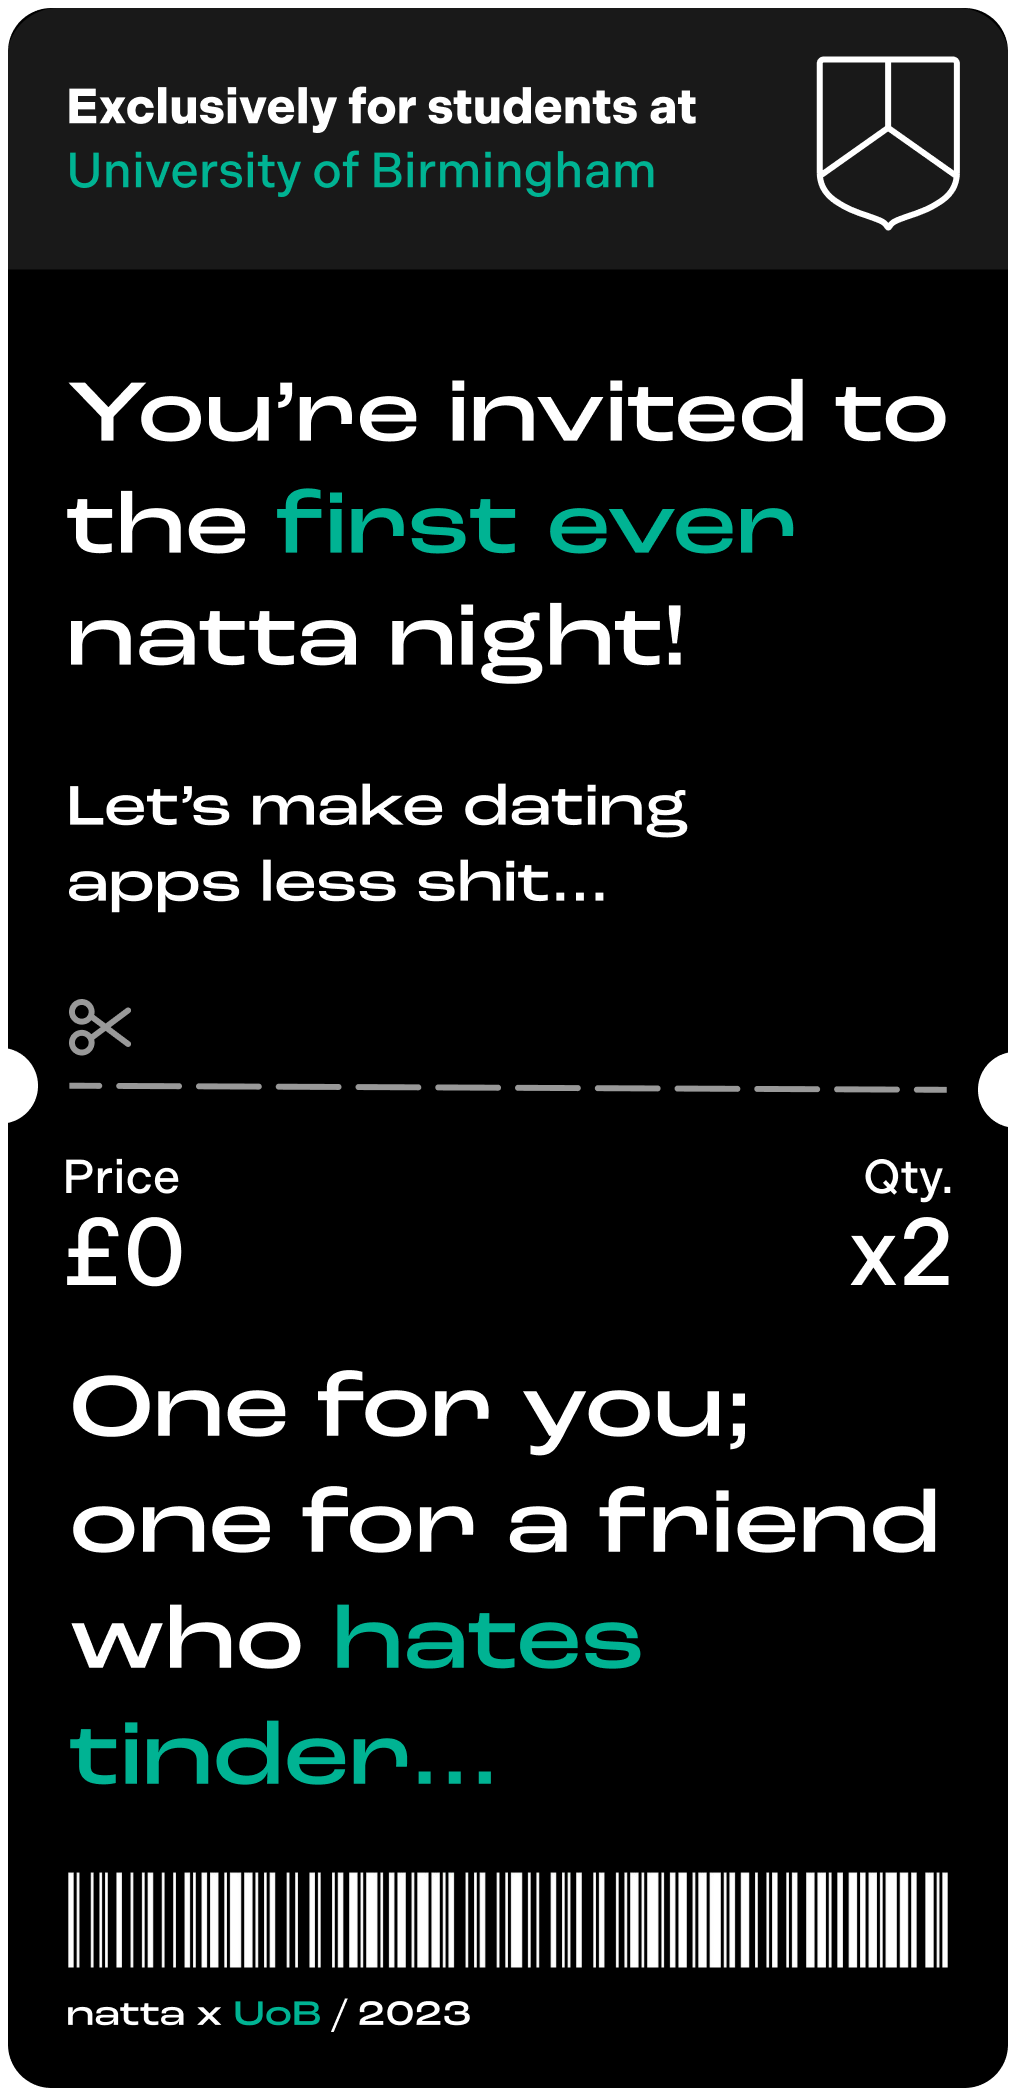 Exclusively for students at
University of Birmingham
You’re invited to
the first ever
natta night!
Let’s make dating
apps less shit...
Price
Qty.
£0
x2
One for you;
one for a friend
who hates
tinder...
natta x UoB / 2023